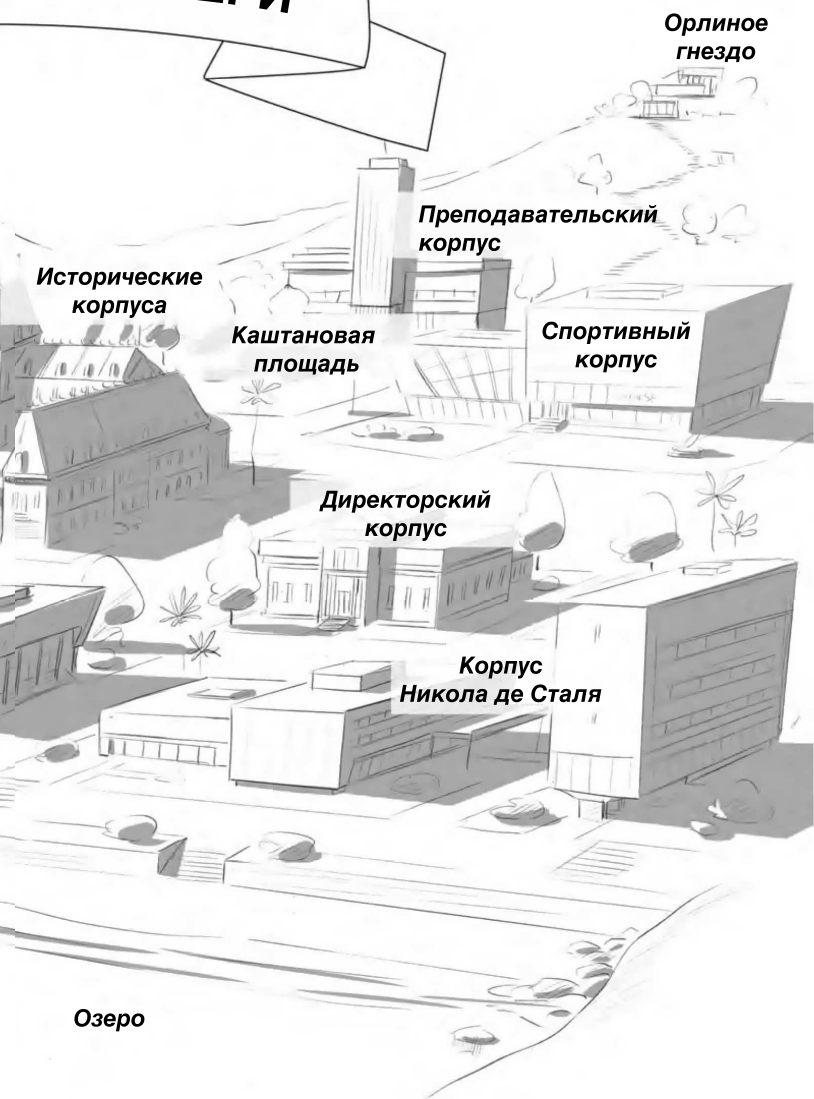 Орлиное
гнездо
Преподавательский
корпус
Исторические
корпуса
Каштановая
площадь
Спортивный
корпус
Директорский
корпус
Корпус
Никола де Сталя
Озеро